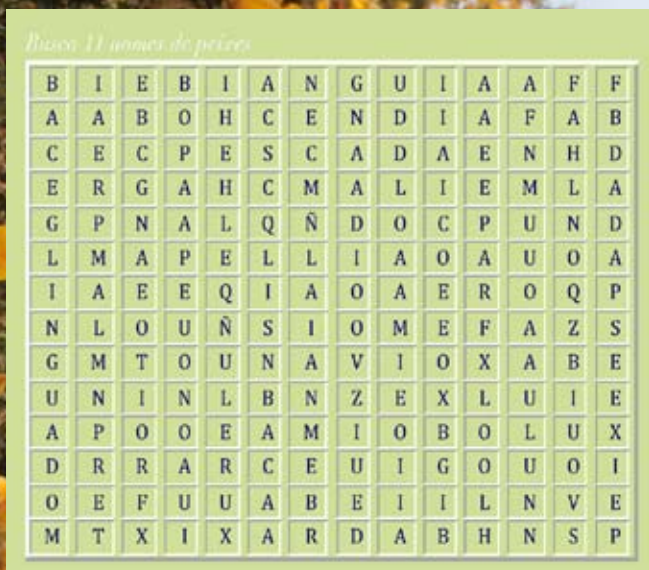 Busca 11 nomes de peixes
B I E B I A N G U I A A F F
A A B O H C E N D I A F A B
C E C P E S C A D A E N H D
E R G A H C M A L I E M L A
G P N A L Q Ñ D O C P U N D
L M A P E L L I A O A U O A
I A E E Q I A O A E R O Q P
N L O U Ñ S I O M E F A Z S
G M T O U N A V I O X A B E
U N I N L B N Z E X L U I E
A P O O E A M I O B O L U X
D R R A R C E U I G O U O I
O E F U U A B E I I L N V E
M T X I X A R D A B H N S P